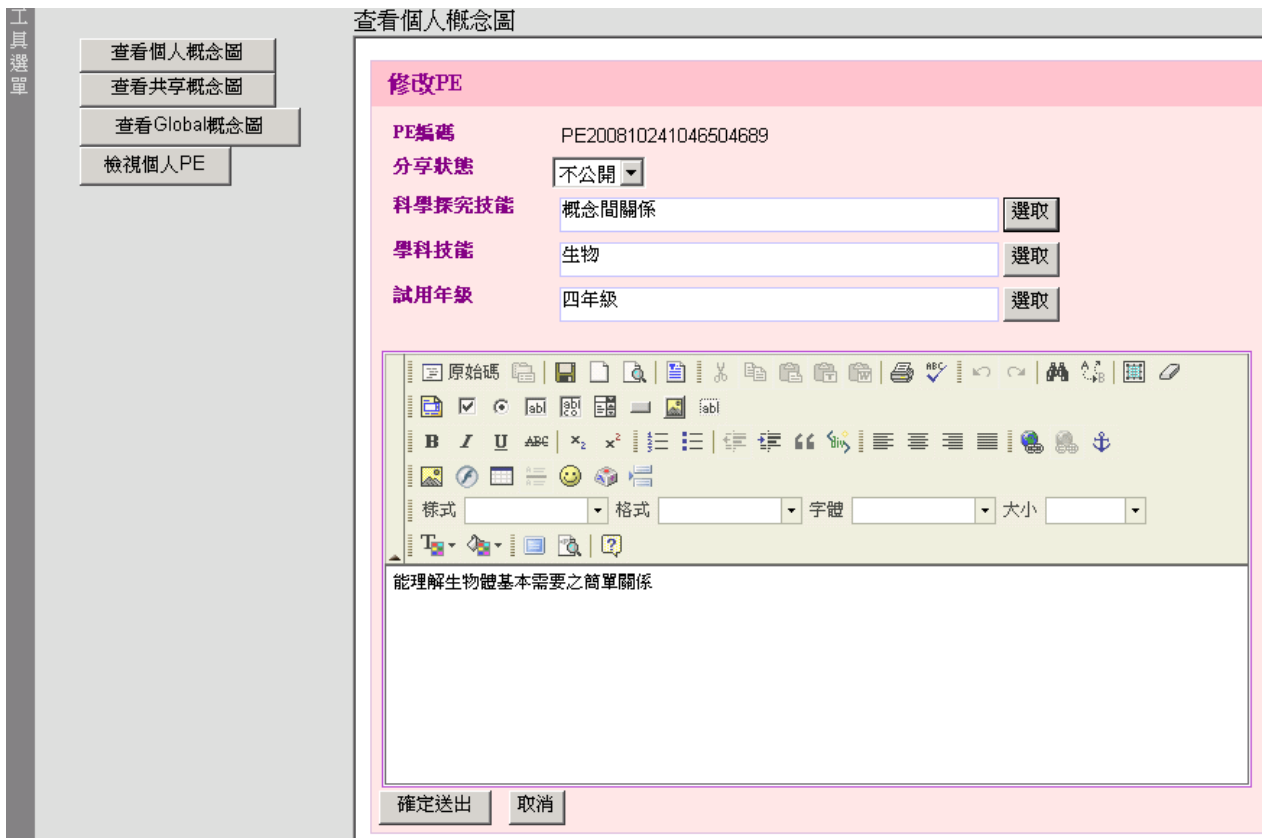 工具選單
查看個人概念圖
查看共享概念圖
查看Global概念圖
檢視個人PE
查看個人概念圖
修改PE
PE編碼 PE200810241046504689
分享狀態 不公開
科學探究技能 概念間關係 選取
學科技能 生物 選取
試用年級 四年級 選取
原始碼 ABC
abl
B I U ABC x₂ x²
樣式 格式 字體 大小
能理解生物體基本需要之簡單關係
確定送出 取消